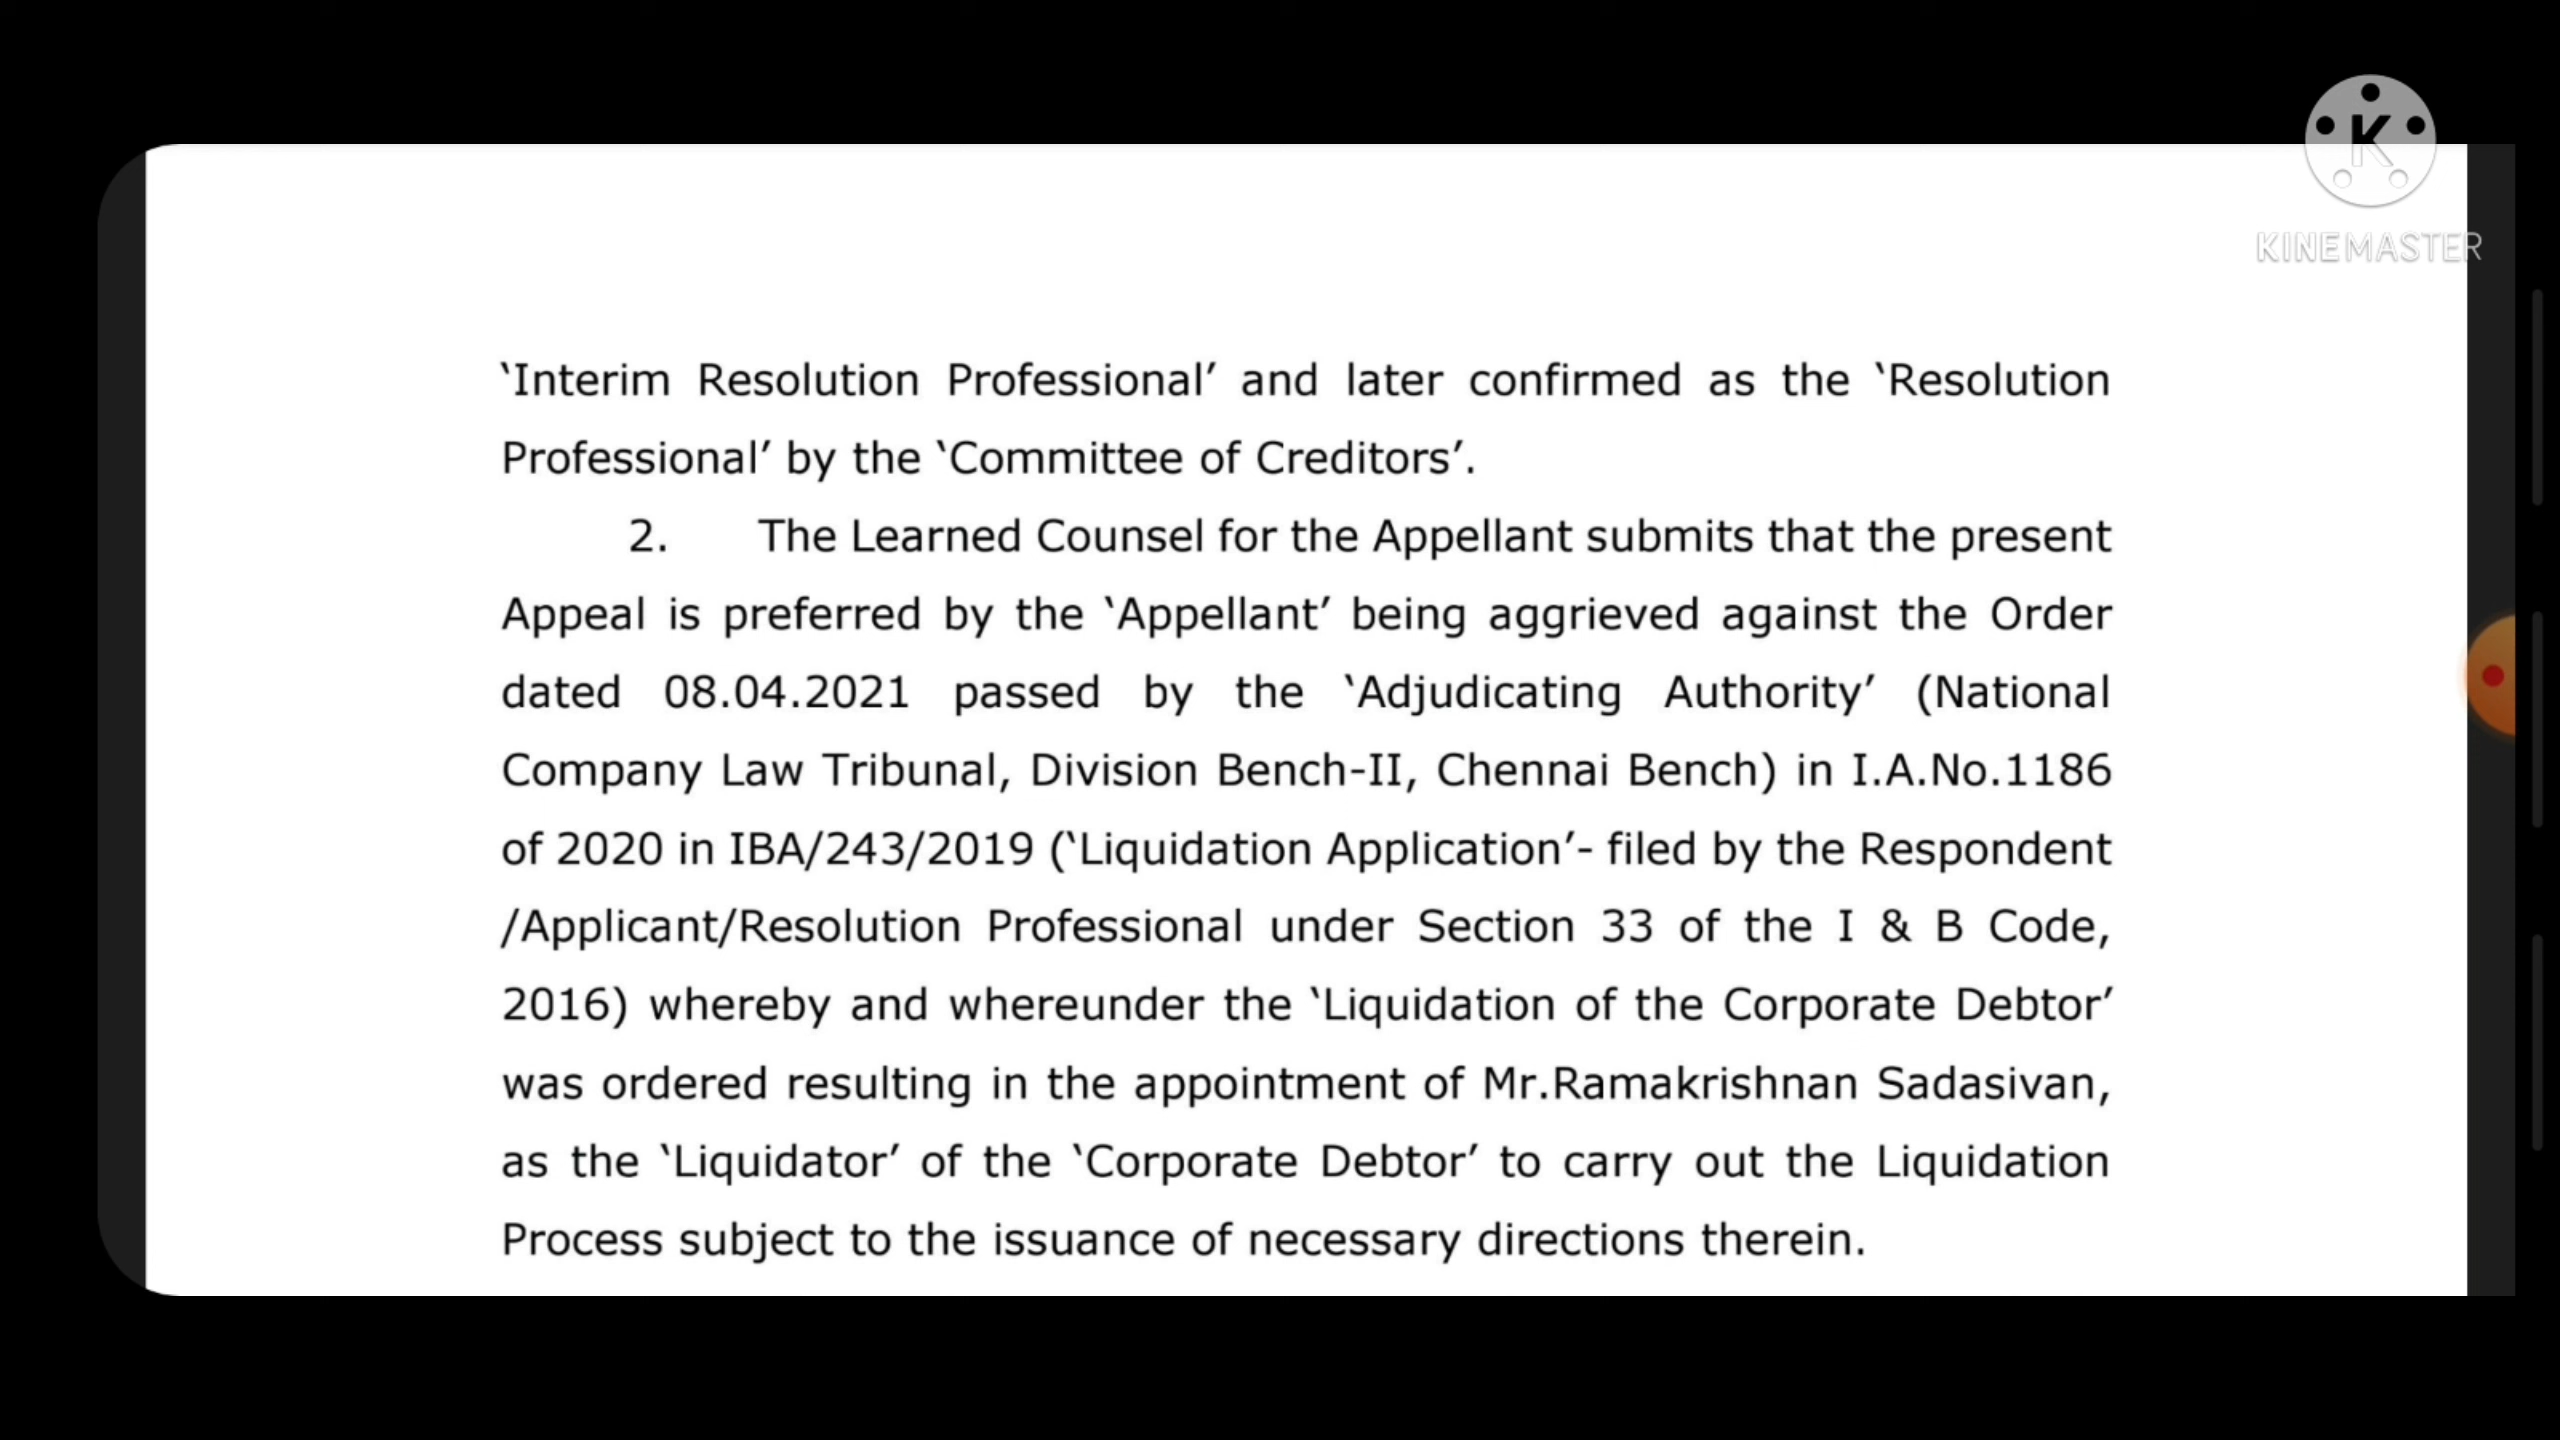 K
KINEMASTER
‘Interim Resolution Professional’ and later confirmed as the ‘Resolution
Professional’ by the ‘Committee of Creditors’.
2. The Learned Counsel for the Appellant submits that the present
Appeal is preferred by the ‘Appellant’ being aggrieved against the Order
dated 08.04.2021 passed by the ‘Adjudicating Authority’ (National
Company Law Tribunal, Division Bench-II, Chennai Bench) in I.A.No.1186
of 2020 in IBA/243/2019 (‘Liquidation Application’- filed by the Respondent
/Applicant/Resolution Professional under Section 33 of the I & B Code,
2016) whereby and whereunder the ‘Liquidation of the Corporate Debtor’
was ordered resulting in the appointment of Mr.Ramakrishnan Sadasivan,
as the ‘Liquidator’ of the ‘Corporate Debtor’ to carry out the Liquidation
Process subject to the issuance of necessary directions therein.